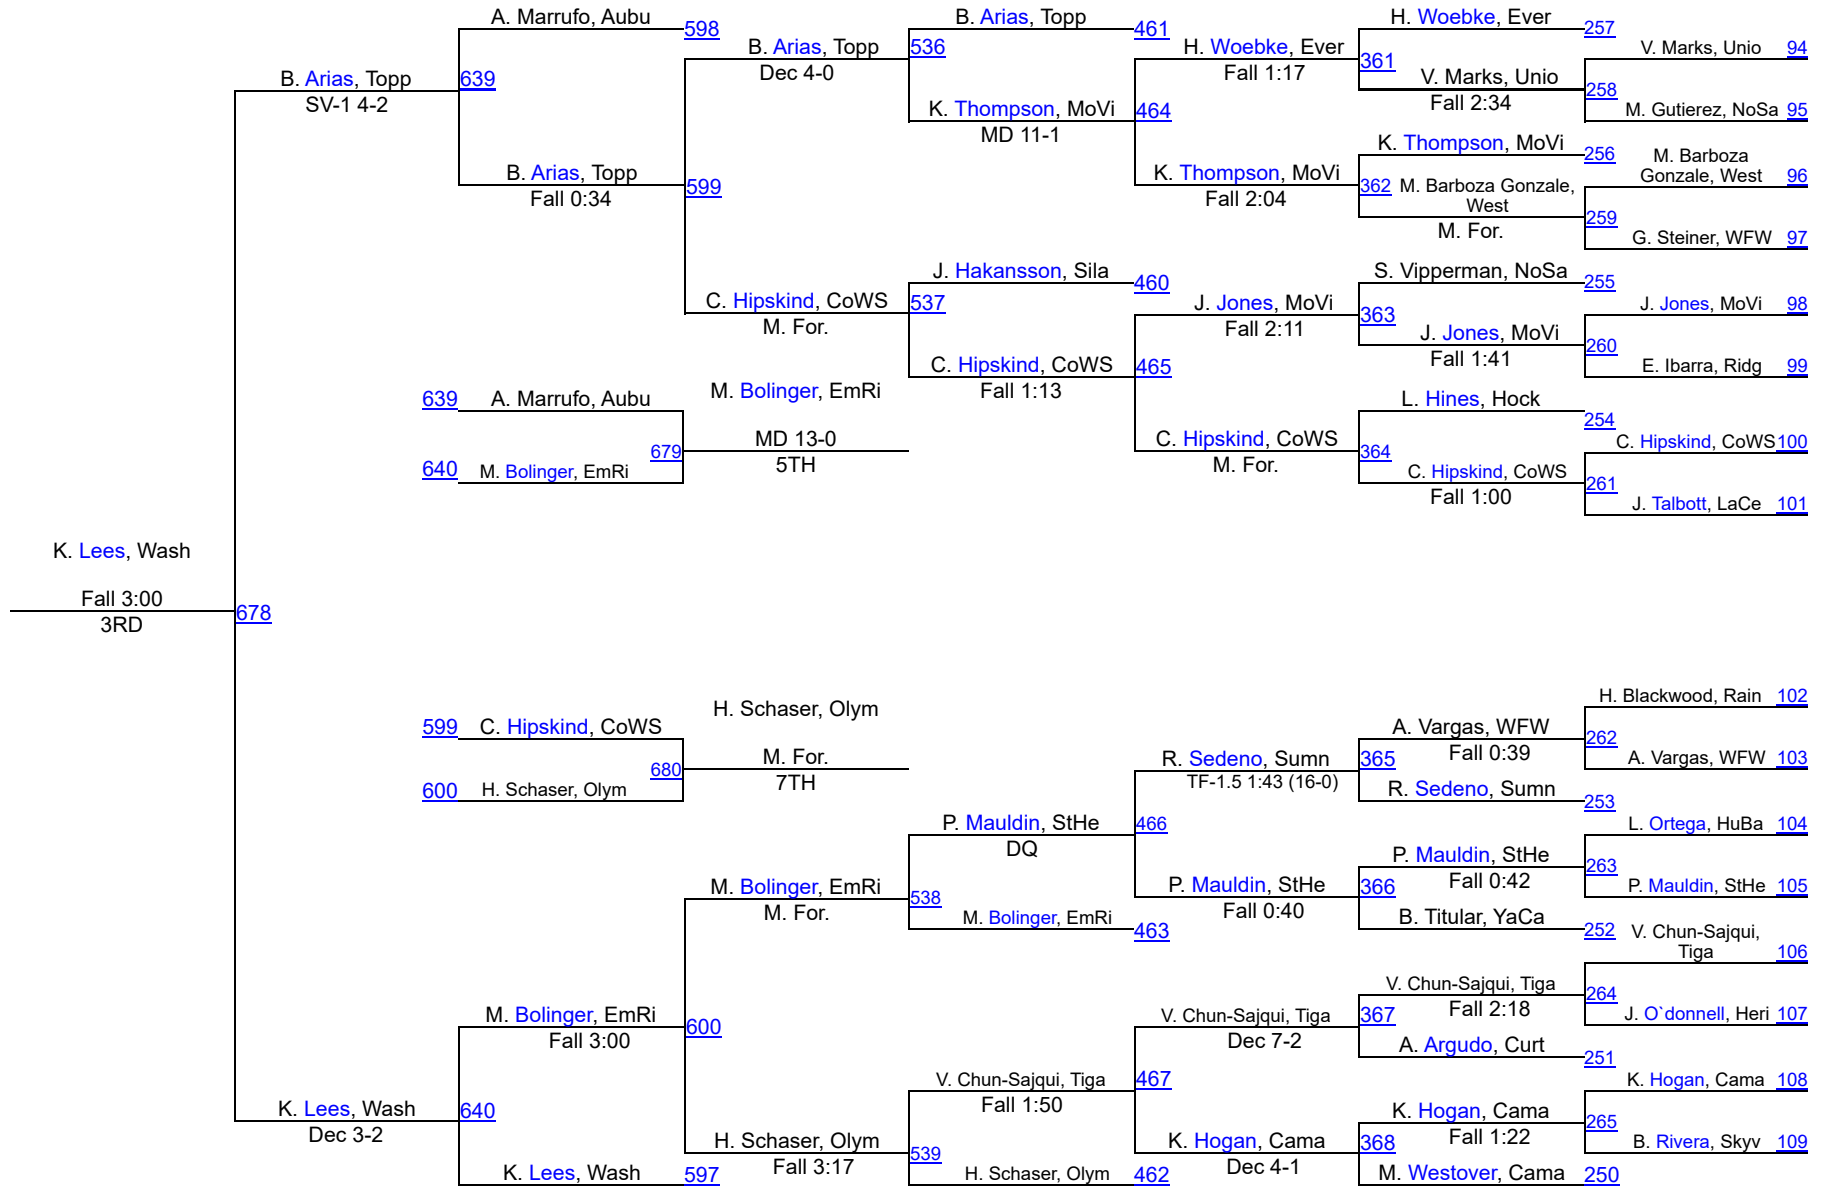 A. Marrufo, Aubu
598
B. Arias, Topp
461
H. Woebke, Ever
257
B. Arias, Topp
Dec 4-0
536
H. Woebke, Ever
Fall 1:17
361
V. Marks, Unio 94
B. Arias, Topp
SV-1 4-2
639
V. Marks, Unio
Fall 2:34
258
K. Thompson, MoVi
MD 11-1
464
M. Gutierez, NoSa 95
K. Thompson, MoVi
256
B. Arias, Topp
Fall 0:34
599
K. Thompson, MoVi
Fall 2:04
362
M. Barboza Gonzale,
West
M. For.
M. Barboza
Gonzale, West 96
259
G. Steiner, WFW 97
J. Hakansson, Sila
460
S. Vipperman, NoSa
255
C. Hipskind, CoWS
M. For.
537
J. Jones, MoVi
Fall 2:11
363
J. Jones, MoVi 98
J. Jones, MoVi
Fall 1:41
260
C. Hipskind, CoWS
Fall 1:13
465
E. Ibarra, Ridg 99
639
A. Marrufo, Aubu
M. Bolinger, EmRi
L. Hines, Hock
254
679
MD 13-0
5TH
C. Hipskind, CoWS
M. For.
364
C. Hipskind, CoWS 100
640
M. Bolinger, EmRi
C. Hipskind, CoWS
Fall 1:00
261
J. Talbott, LaCe 101
K. Lees, Wash
Fall 3:00
3RD
678
H. Blackwood, Rain 102
599
C. Hipskind, CoWS
H. Schaser, Olym
A. Vargas, WFW
Fall 0:39
262
680
M. For.
7TH
R. Sedeno, Sumn
TF-1.5 1:43 (16-0)
365
A. Vargas, WFW 103
600
H. Schaser, Olym
R. Sedeno, Sumn
253
P. Mauldin, StHe
DQ
466
L. Ortega, HuBa 104
P. Mauldin, StHe
Fall 0:42
263
M. Bolinger, EmRi
M. For.
538
P. Mauldin, StHe
Fall 0:40
366
P. Mauldin, StHe 105
M. Bolinger, EmRi
463
B. Titular, YaCa
252
V. Chun-Sajqui,
Tiga 106
V. Chun-Sajqui, Tiga
Fall 2:18
264
M. Bolinger, EmRi
Fall 3:00
600
V. Chun-Sajqui, Tiga
Dec 7-2
367
J. O`donnell, Heri 107
A. Argudo, Curt
251
V. Chun-Sajqui, Tiga
Fall 1:50
467
K. Hogan, Cama 108
K. Lees, Wash
Dec 3-2
640
K. Hogan, Cama
Fall 1:22
265
H. Schaser, Olym
Fall 3:17
539
K. Hogan, Cama
Dec 4-1
368
B. Rivera, Skyv 109
K. Lees, Wash
597
H. Schaser, Olym
462
M. Westover, Cama
250